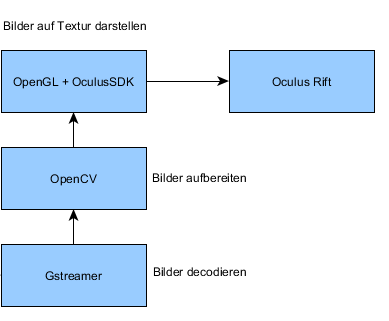 Bilder auf Textur darstellen
OpenGL + OculusSDK
Oculus Rift
OpenCV
Bilder aufbereiten
Gstreamer
Bilder decodieren